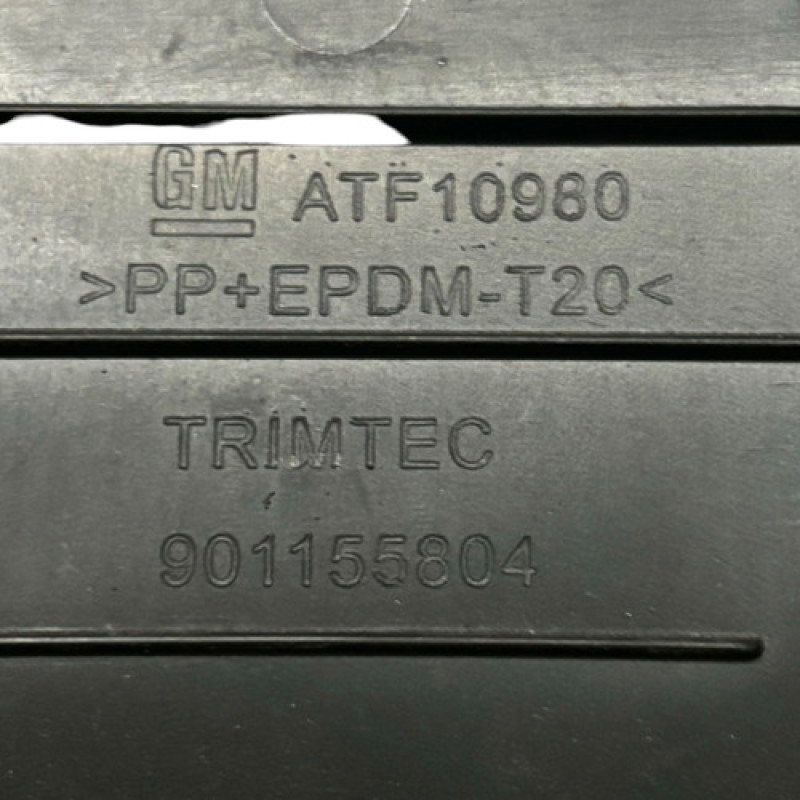 GM ATF10980
>PP+EPDM-T20<
TRIMTEC
901155804